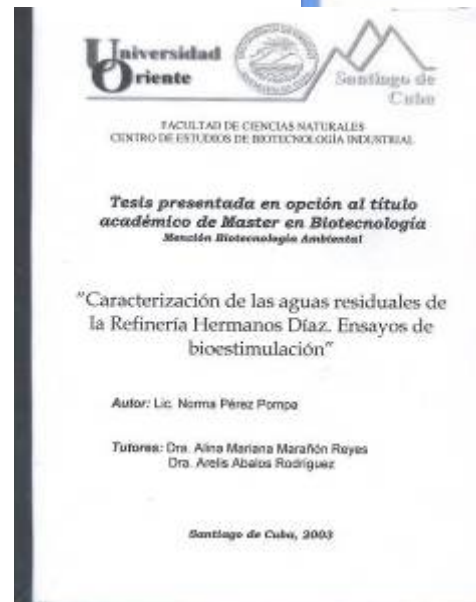 Universidad
Oriente
Santiago de
Cuba
FACULTAD DE CIENCIAS NATURALES
CENTRO DE ESTUDIOS DE BIOTECNOLOGÍA INDUSTRIAL
Tesis presentada en opción al título
académico de Master en Biotecnología
Mención Biotecnología Ambiental
"Caracterización de las aguas residuales de
la Refinería Hermanos Díaz. Ensayos de
bioestimulación"
Autor: Lic. Norma Pérez Pompa
Tutores: Dra. Alina Mariana Marañón Reyes
Dra. Arelis Abalos Rodríguez
Santiago de Cuba, 2003